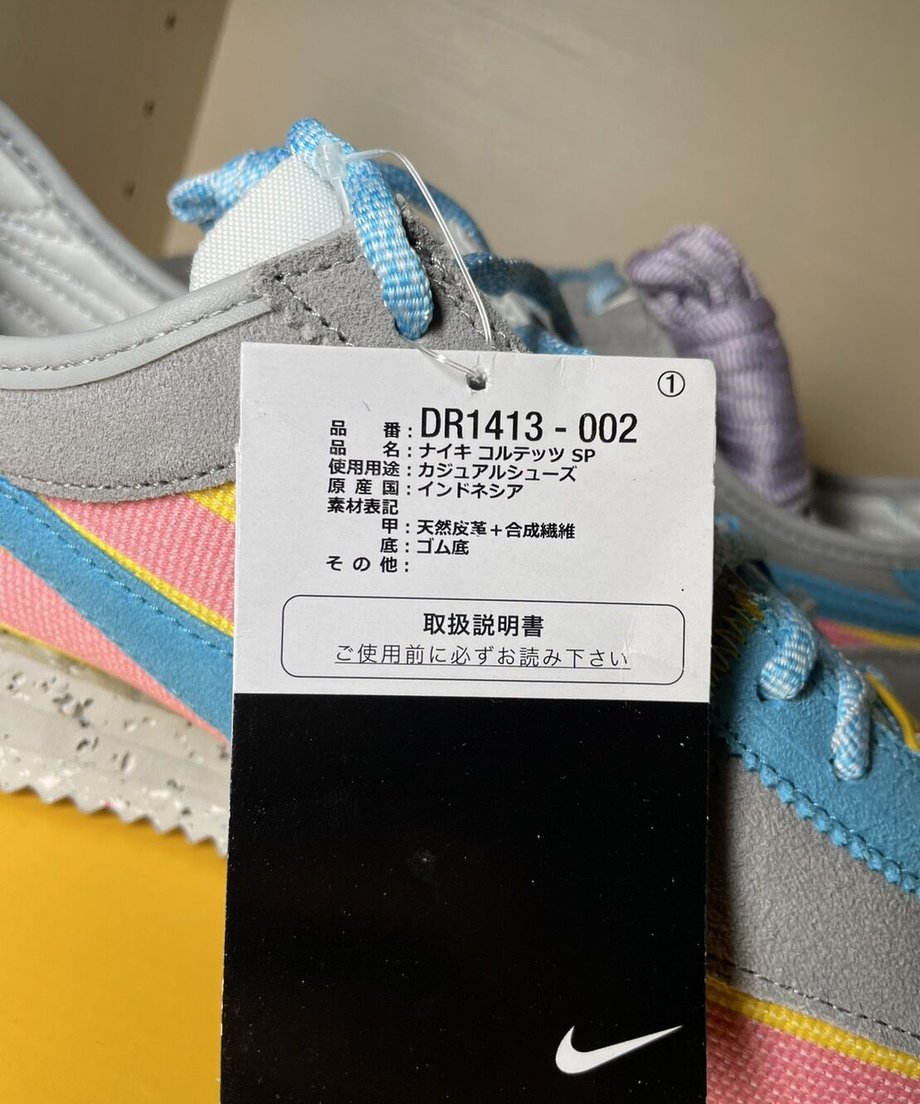 ①
品 番：DR1413 - 002
品 名：ナイキ コルテッツ SP
使用用途：カジュアルシューズ
原 産 国：インドネシア
素材表記
甲：天然皮革＋合成繊維
底：ゴム底
そ の 他：
取扱説明書
ご使用前に必ずお読み下さい